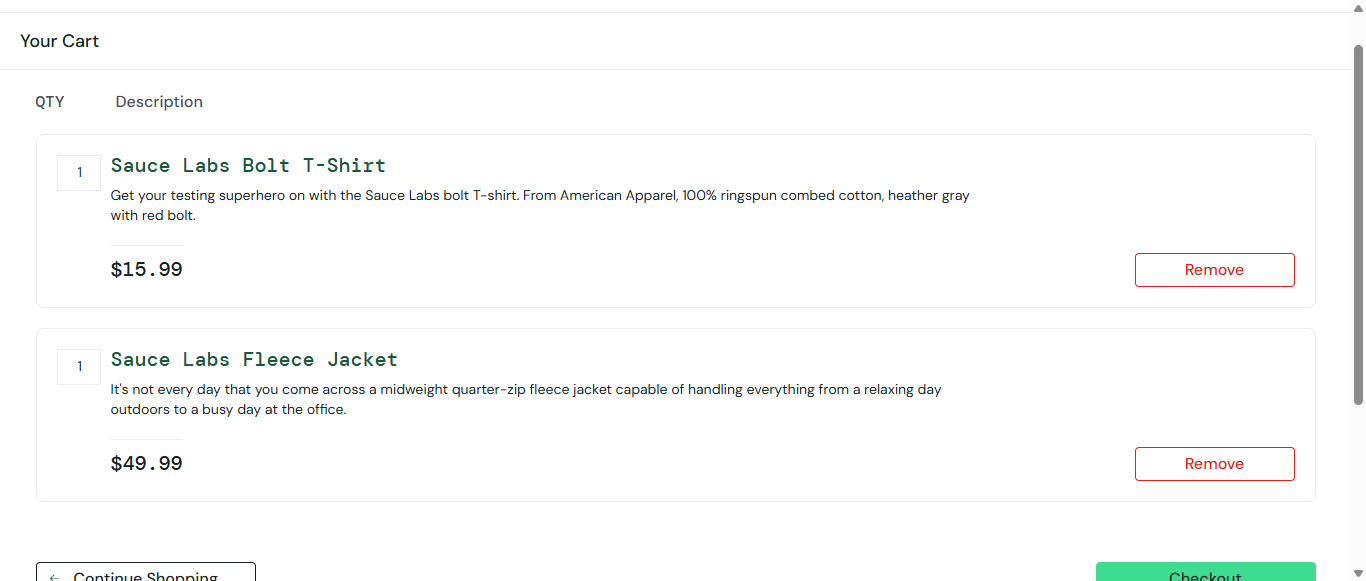 Your Cart
QTY Description
1 Sauce Labs Bolt T-Shirt
Get your testing superhero on with the Sauce Labs bolt T-shirt. From American Apparel, 100% ringspun combed cotton, heather gray
with red bolt.
$15.99 Remove
1 Sauce Labs Fleece Jacket
It's not every day that you come across a midweight quarter-zip fleece jacket capable of handling everything from a relaxing day
outdoors to a busy day at the office.
$49.99 Remove
Continue Shopping Checkout